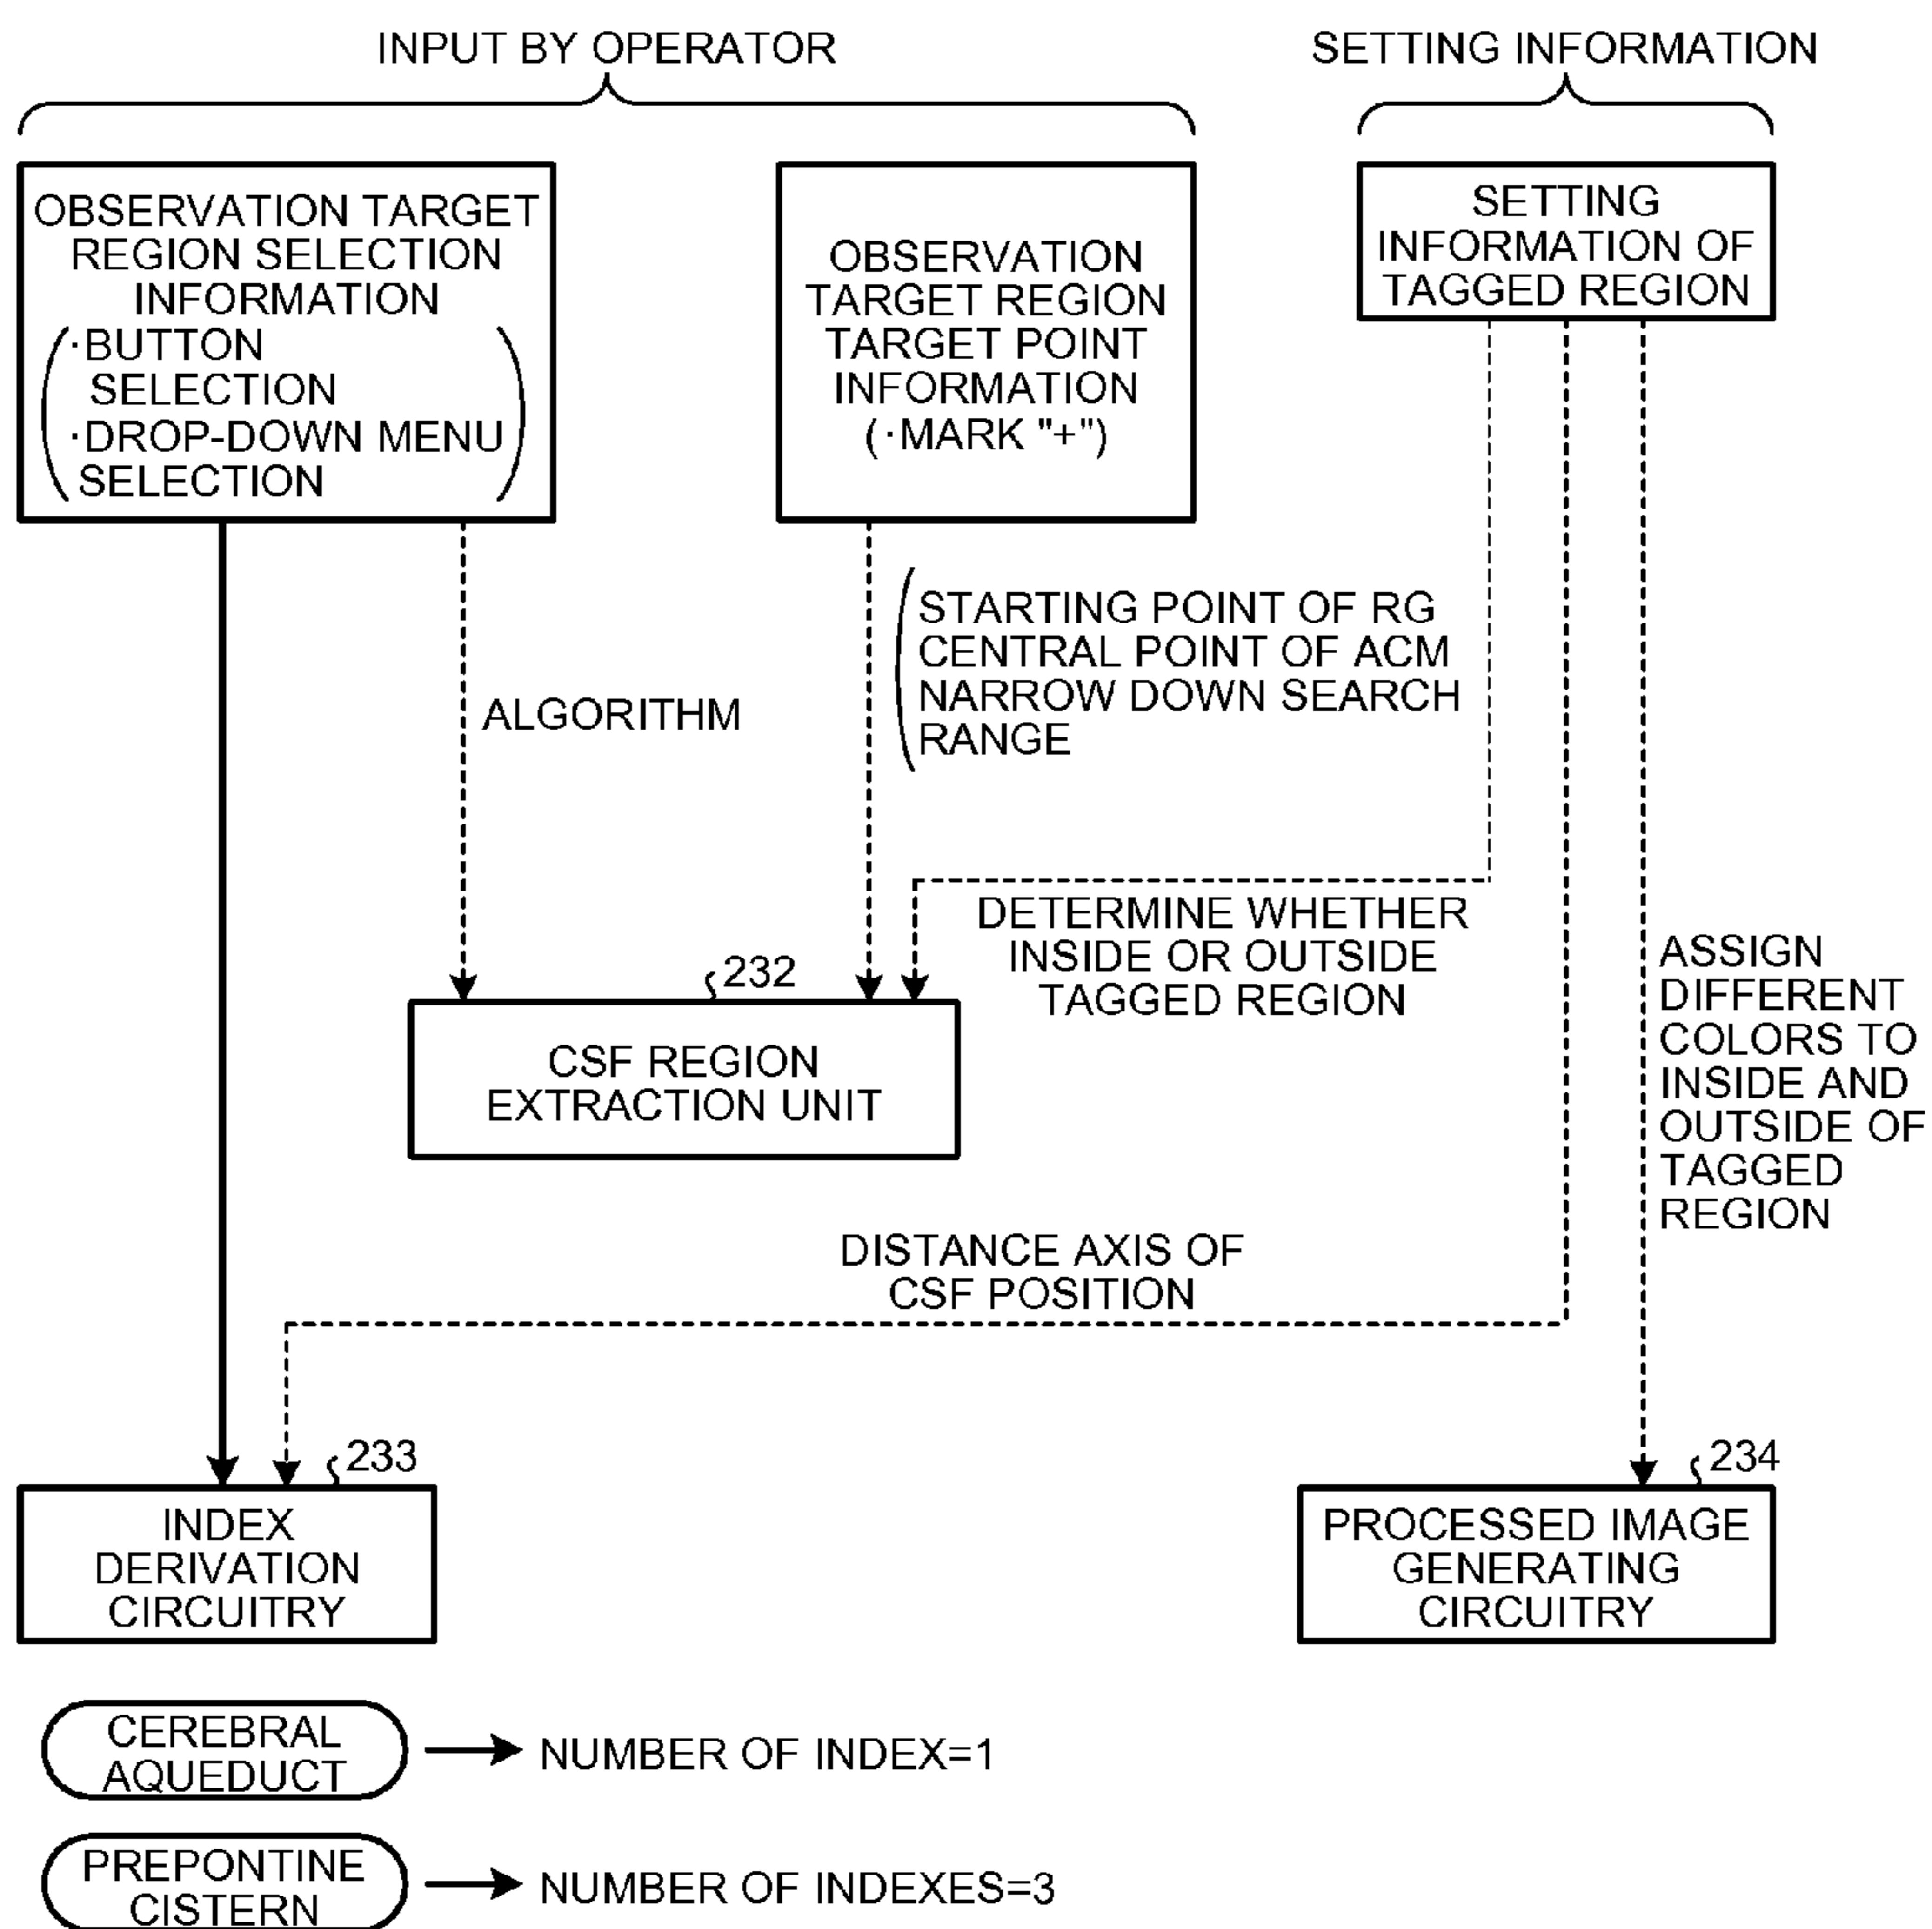 INPUT BY OPERATOR
SETTING INFORMATION
OBSERVATION TARGET
REGION SELECTION
INFORMATION
·BUTTON
SELECTION
·DROP-DOWN MENU
SELECTION
OBSERVATION
TARGET REGION
TARGET POINT
INFORMATION
(·MARK "+")
SETTING
INFORMATION OF
TAGGED REGION
ALGORITHM
STARTING POINT OF RG
CENTRAL POINT OF ACM
NARROW DOWN SEARCH
RANGE
DETERMINE WHETHER
INSIDE OR OUTSIDE
TAGGED REGION
ASSIGN
DIFFERENT
COLORS TO
INSIDE AND
OUTSIDE OF
TAGGED
REGION
232
CSF REGION
EXTRACTION UNIT
DISTANCE AXIS OF
CSF POSITION
233
INDEX
DERIVATION
CIRCUITRY
234
PROCESSED IMAGE
GENERATING
CIRCUITRY
CEREBRAL
AQUEDUCT
NUMBER OF INDEX=1
PREPONTINE
CISTERN
NUMBER OF INDEXES=3